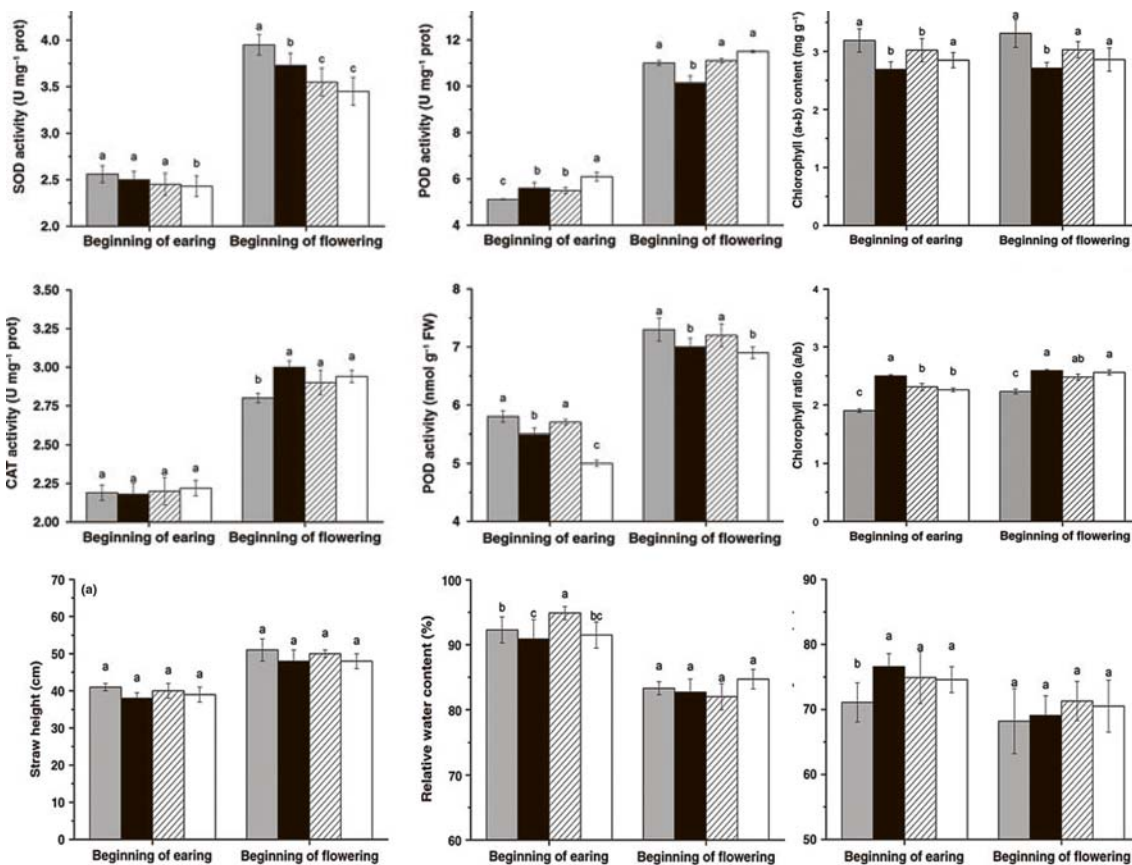 SOD activity (U mg⁻¹ prot)
4.0
3.5
3.0
2.5
2.0
a a a b a b c c
Beginning of earing Beginning of flowering
POD activity (U mg⁻¹ prot)
12
10
8
6
4
c b b a a b a a
Beginning of earing Beginning of flowering
Chlorophyll (a+b) content (mg g⁻¹)
3
2
1
0
a b b a a b a a
Beginning of earing Beginning of flowering
CAT activity (U mg⁻¹ prot)
3.50
3.25
3.00
2.75
2.50
2.25
2.00
a a a a b a a a
Beginning of earing Beginning of flowering
POD activity (nmol g⁻¹ FW)
8
7
6
5
4
a b a c a b a b
Beginning of earing Beginning of flowering
Chlorophyll ratio (a/b)
4
3
2
1
0
c a b b c a ab a
Beginning of earing Beginning of flowering
(a)
Straw height (cm)
70
60
50
40
30
20
10
0
a a a a a a a a
Beginning of earing Beginning of flowering
Relative water content (%)
100
95
90
85
80
95
70
65
60
b c a bc a a a a
Beginning of earing Beginning of flowering
90
80
70
60
50
b a a a a a a a
Beginning of earing Beginning of flowering